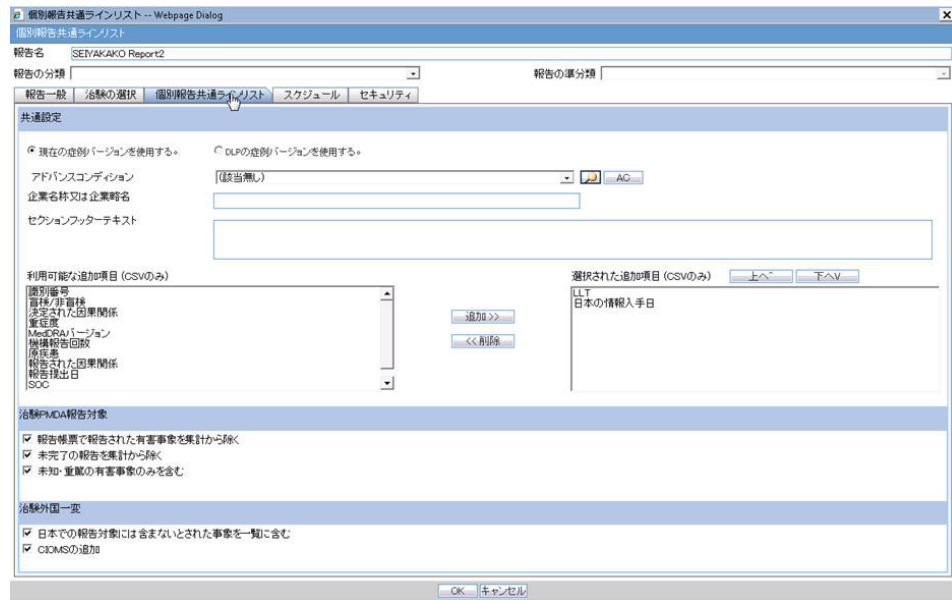 個別報告共通ラインリスト -- Webpage Dialog
個別報告共通ラインリスト
報告名 SEIYAKAKO Report2
報告の分類 報告の準分類
報告一般 治験の選択 個別報告共通ラインリスト スケジュール セキュリティ
共通設定
現在の症例バージョンを使用する。 DLPの症例バージョンを使用する。
アドバンスコンディション (該当無し) AC
企業名称又は企業略名
セクションフッターテキスト
利用可能な追加項目 (CSVのみ) 選択された追加項目 (CSVのみ) 上へ^ 下へV
識別番号
盲検/非盲検
決定された因果関係
重症度
MedDRAバージョン
機構報告回数
原疾患
報告された因果関係
報告提出日
SOC
追加 >>
<< 削除
LLT
日本の情報入手日
治験PMDA報告対象
報告帳票で報告された有害事象を集計から除く
未完了の報告を集計から除く
未知・重篤の有害事象のみを含む
治験外国一変
日本での報告対象には含まないとされた事象を一覧に含む
CIOMSの追加
OK キャンセル